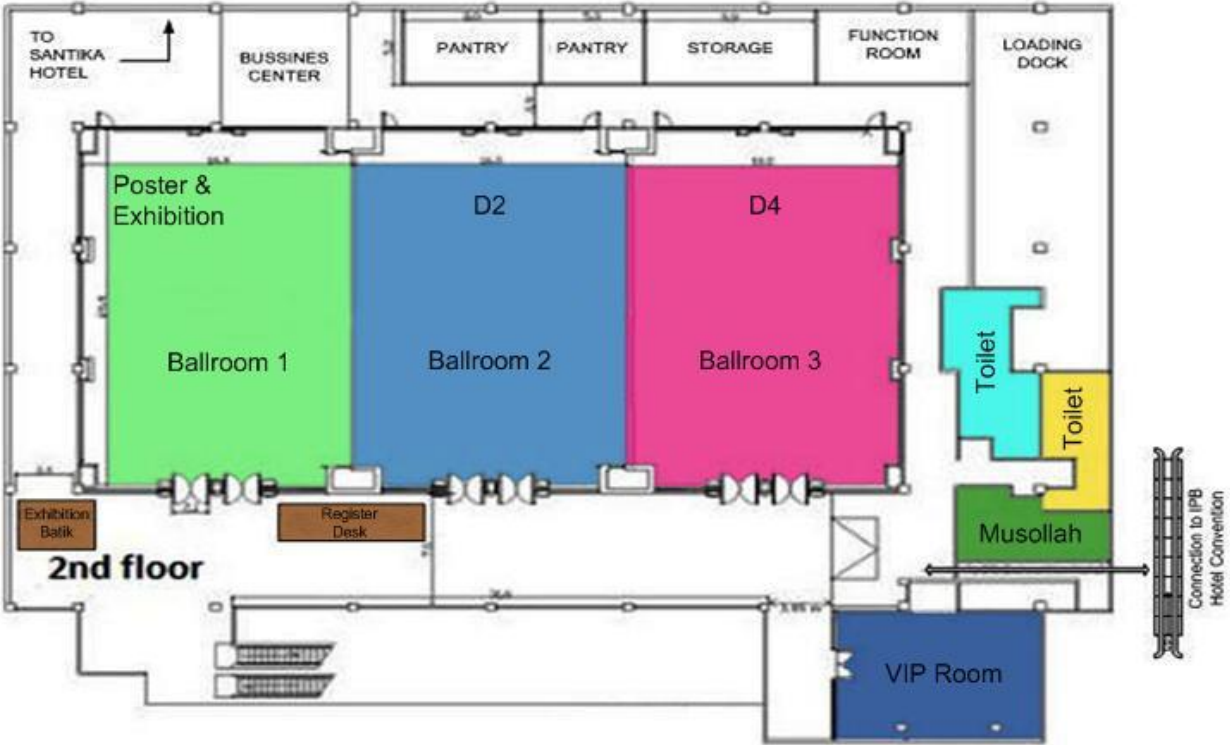 TO
SANTIKA
HOTEL
BUSSINES
CENTER
PANTRY
PANTRY
STORAGE
FUNCTION
ROOM
LOADING
DOCK
Poster &
Exhibition
D2
D4
Ballroom 1
Ballroom 2
Ballroom 3
Toilet
Toilet
Exhibition
Batik
Register
Desk
Musollah
2nd floor
Connection to IPB
Hotel Convention
VIP Room